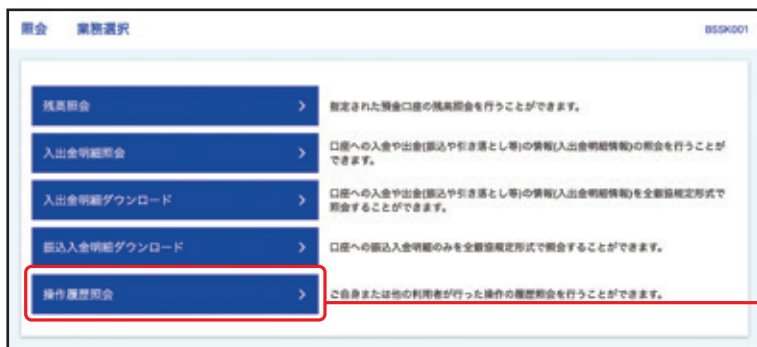 照会 業務選択 BSSK001
残高照会
指定された預金口座の残高照会を行うことができます。
入出金明細照会
口座への入金や出金(振込や引き落とし等)の情報(入出金明細情報)の照会を行うことが
できます。
入出金明細ダウンロード
口座への入金や出金(振込や引き落とし等)の情報(入出金明細情報)を全銀協規定形式で
照会することができます。
振込入金明細ダウンロード
口座への振込入金明細のみを全銀協規定形式で照会することができます。
操作履歴照会
ご自身または他の利用者が行った操作の履歴照会を行うことができます。